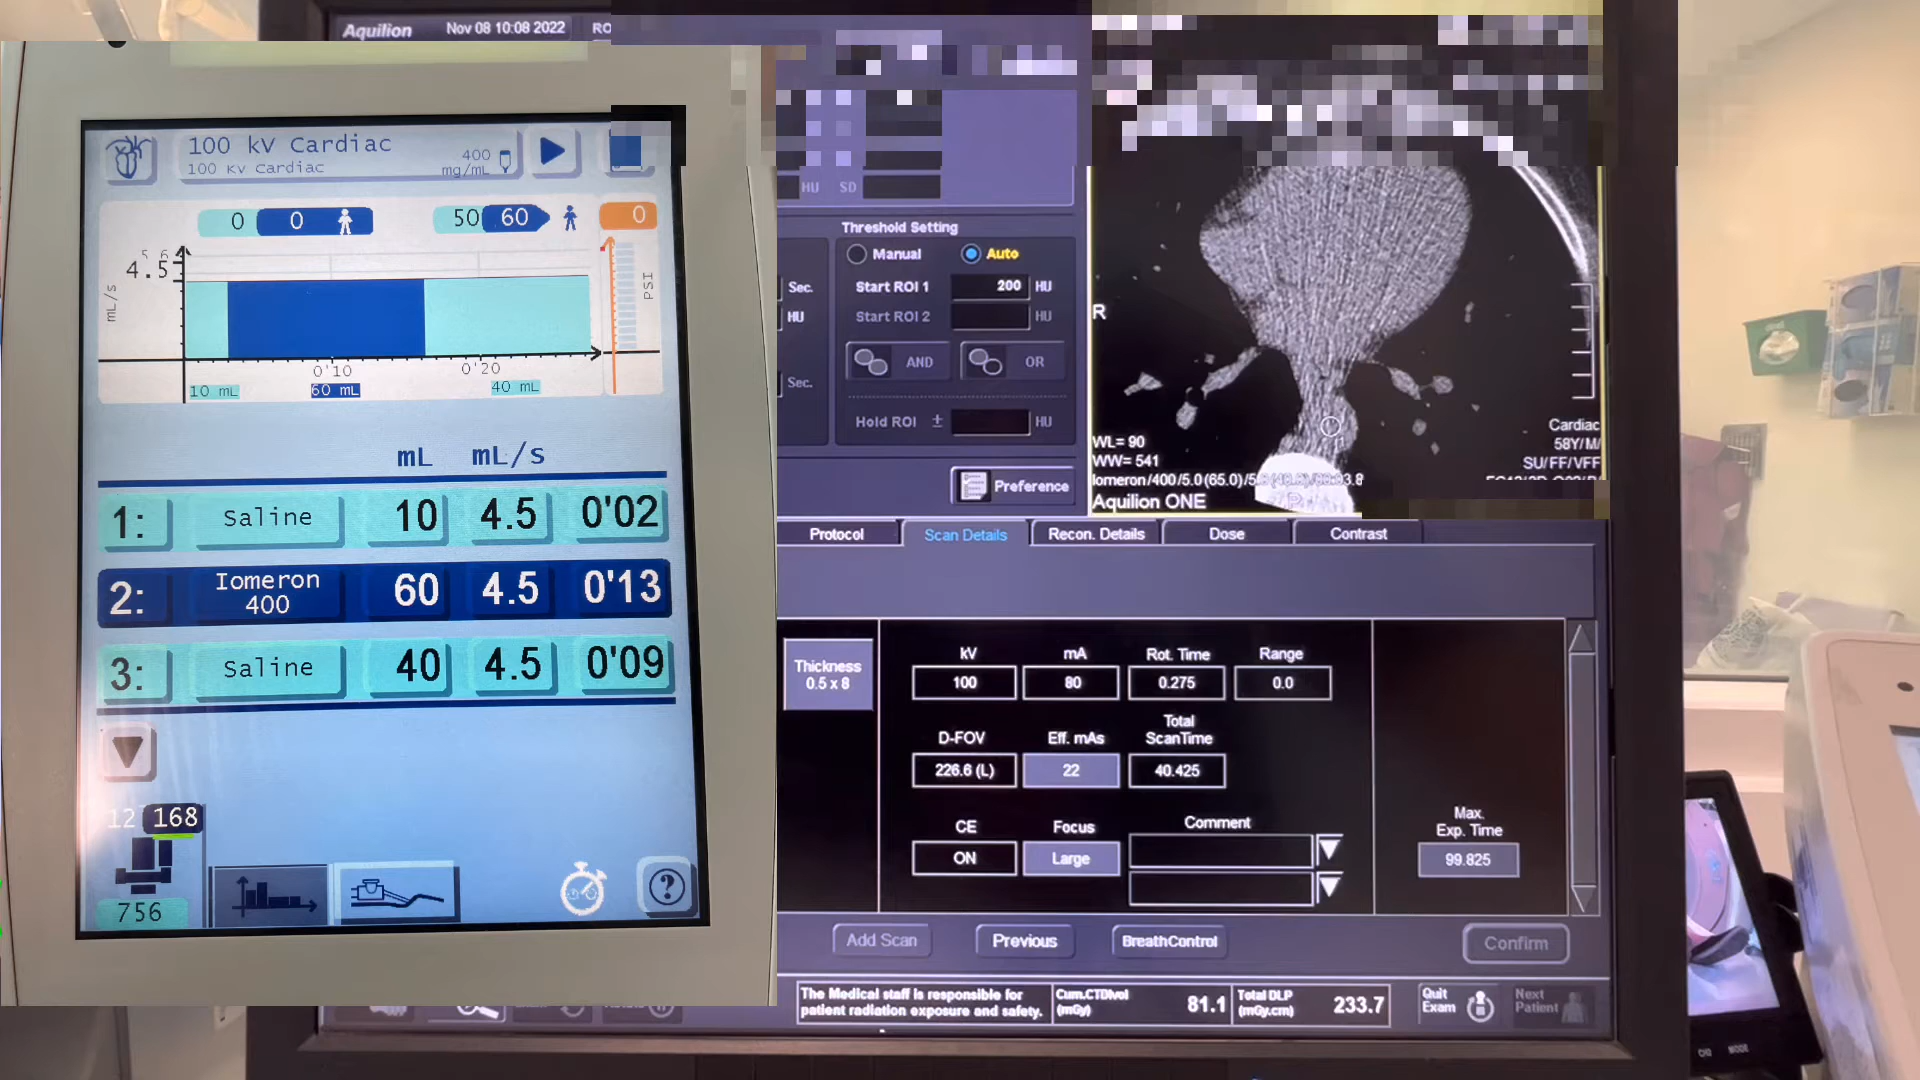 Aquilion Nov 08 10:08 2022 RO
100 kV Cardiac
100 KV Cardiac
400
mg/mL
0 0
50 60
0
4.5
mL/s
PSI
0'10
0'20
10 mL
60 mL
40 mL
mL mL/s
1: Saline 10 4.5 0'02
2: Iomeron 400 60 4.5 0'13
3: Saline 40 4.5 0'09
12 168
756
?
HU SD
Threshold Setting
Manual Auto
Sec.
Start ROI 1 200 HU
HU
Start ROI 2 HU
AND OR
Sec.
Hold ROI ± HU
Preference
R
WL= 90
WW= 541
Aquilion ONE
Cardiac
58Y/M/
SU/FF/VFF
Protocol Scan Details Recon. Details Dose Contrast
Thickness
0.5 x 8
kV mA Rot. Time Range
100 80 0.275 0.0
D-FOV Eff. mAs Total ScanTime
226.6 (L) 22 40.425
CE Focus Comment
ON Large
Max.
Exp. Time
99.825
Add Scan Previous BreathControl Confirm
The Medical staff is responsible for
patient radiation exposure and safety.
Cum.CTDIvol
(mGy)
81.1
Total DLP
(mGy.cm)
233.7
Quit
Exam
Next
Patient
MODE